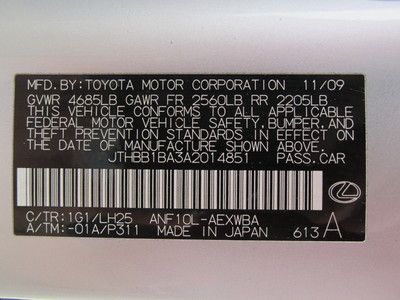 MFD.BY:TOYOTA MOTOR CORPORATION 11/09
GVWR 4685LB GAWR FR 2560LB RR 2205LB
THIS VEHICLE CONFORMS TO ALL APPLICABLE
FEDERAL MOTOR VEHICLE SAFETY,BUMPER,AND
THEFT PREVENTION STANDARDS IN EFFECT ON
THE DATE OF MANUFACTURE SHOWN ABOVE.
JTHBB1BA3A2014851 PASS.CAR
C/TR:1G1/LH25 ANF10L-AEXWBA
A/TM:-01A/P311 MADE IN JAPAN 613 A